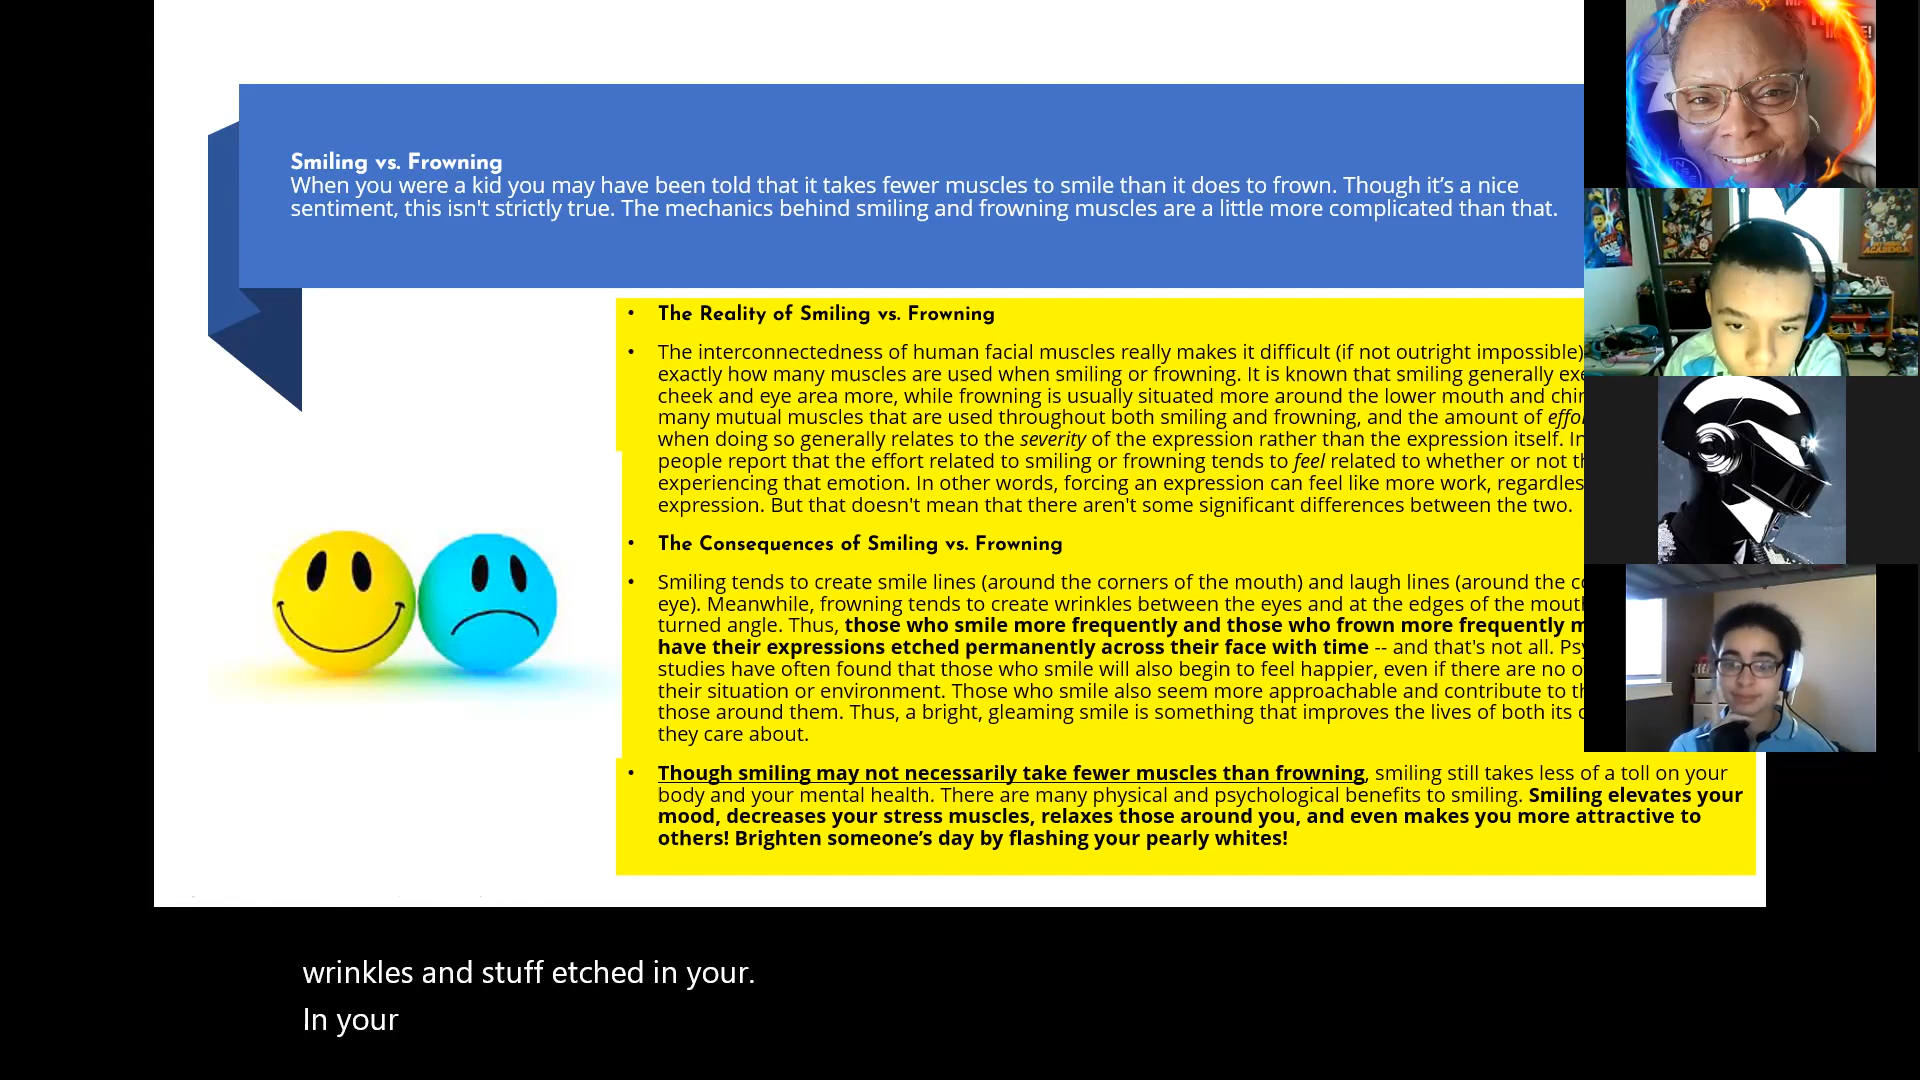 Smiling vs. Frowning
When you were a kid you may have been told that it takes fewer muscles to smile than it does to frown. Though it’s a nice
sentiment, this isn't strictly true. The mechanics behind smiling and frowning muscles are a little more complicated than that.
• The Reality of Smiling vs. Frowning
• The interconnectedness of human facial muscles really makes it difficult (if not outright impossible)
exactly how many muscles are used when smiling or frowning. It is known that smiling generally
cheek and eye area more, while frowning is usually situated more around the lower mouth and
many mutual muscles that are used throughout both smiling and frowning, and the amount of
when doing so generally relates to the severity of the expression rather than the expression itself.
people report that the effort related to smiling or frowning tends to feel related to whether or not
experiencing that emotion. In other words, forcing an expression can feel like more work, regardless
expression. But that doesn't mean that there aren't some significant differences between the two.
• The Consequences of Smiling vs. Frowning
• Smiling tends to create smile lines (around the corners of the mouth) and laugh lines (around the
eye). Meanwhile, frowning tends to create wrinkles between the eyes and at the edges of the
turned angle. Thus, those who smile more frequently and those who frown more frequently
have their expressions etched permanently across their face with time -- and that's not all.
studies have often found that those who smile will also begin to feel happier, even if there are no
their situation or environment. Those who smile also seem more approachable and contribute to
those around them. Thus, a bright, gleaming smile is something that improves the lives of both its
they care about.
• Though smiling may not necessarily take fewer muscles than frowning, smiling still takes less of a toll on your
body and your mental health. There are many physical and psychological benefits to smiling. Smiling elevates your
mood, decreases your stress muscles, relaxes those around you, and even makes you more attractive to
others! Brighten someone’s day by flashing your pearly whites!
wrinkles and stuff etched in your.
In your